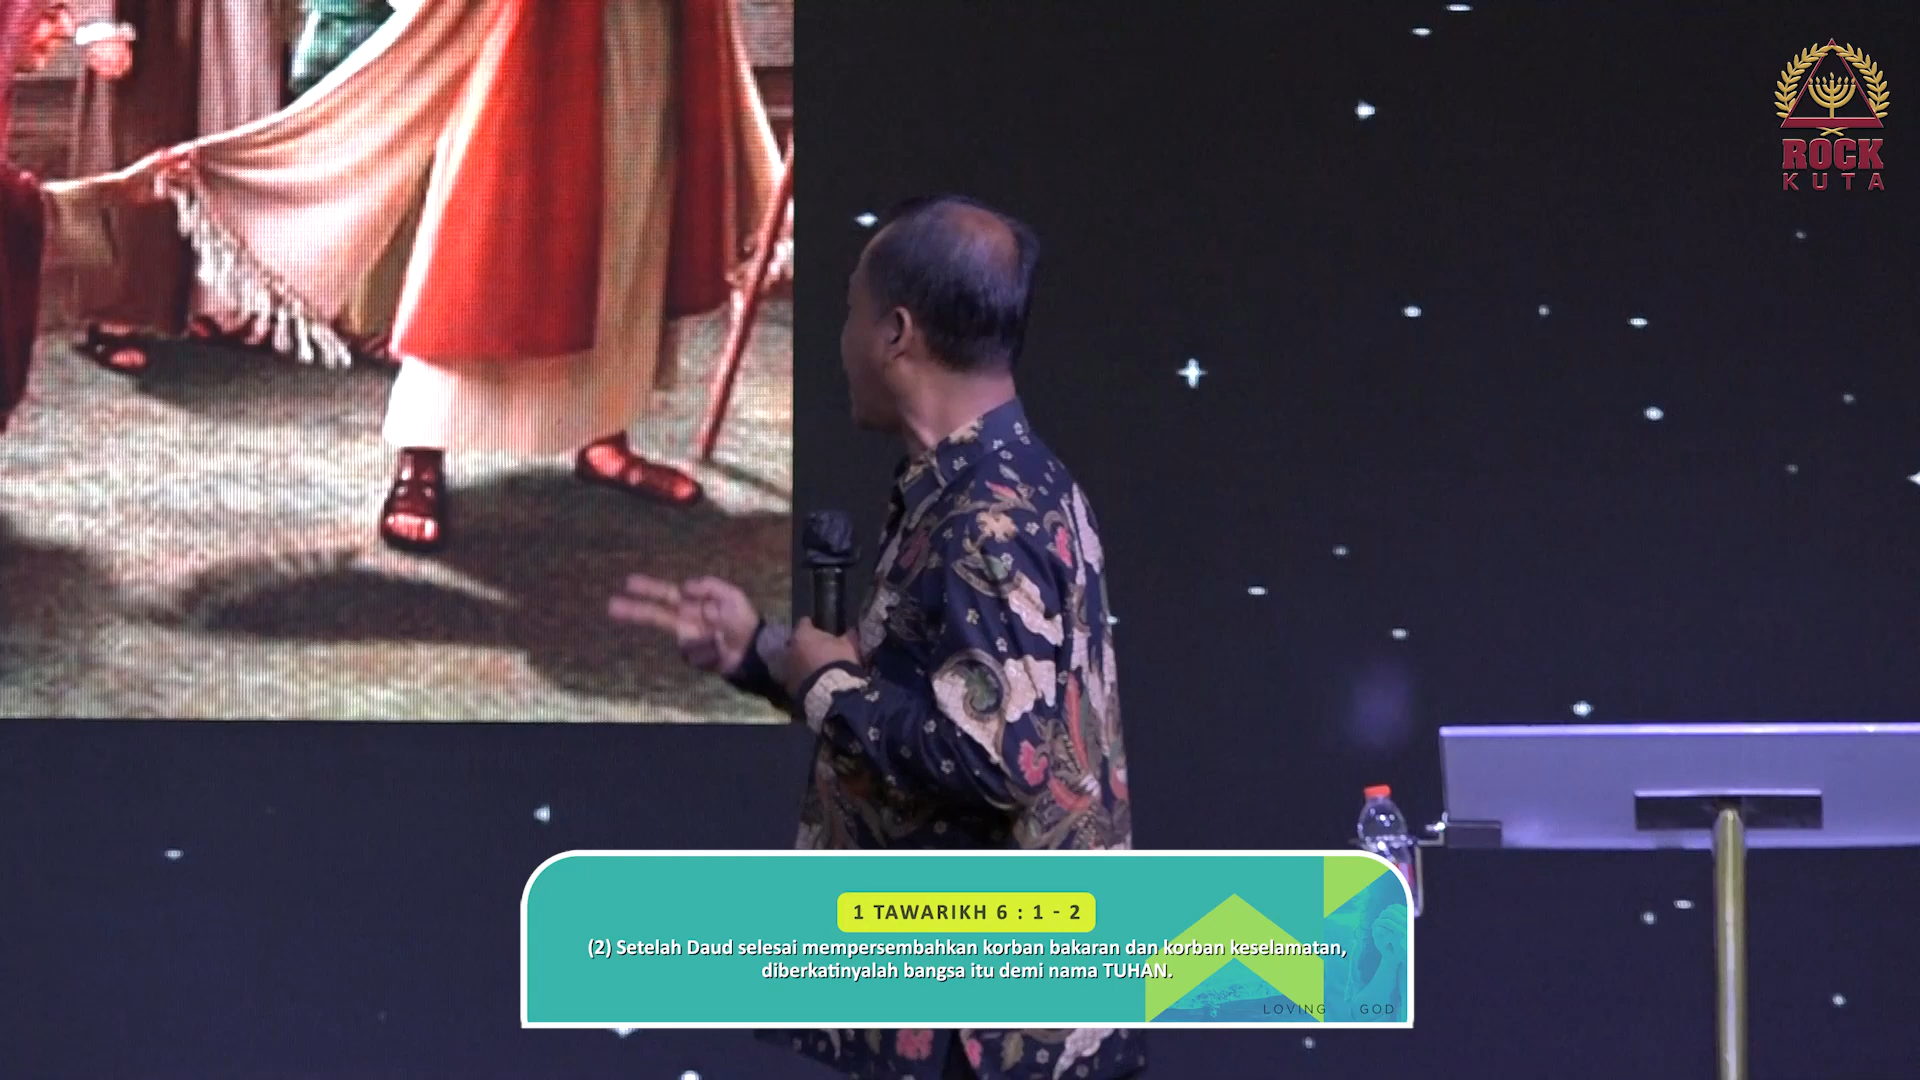 ROCK
KUTA
1 TAWARIKH 6 : 1 - 2
(2) Setelah Daud selesai mempersembahkan korban bakaran dan korban keselamatan,
diberkatinyalah bangsa itu demi nama TUHAN.
LOVING GOD